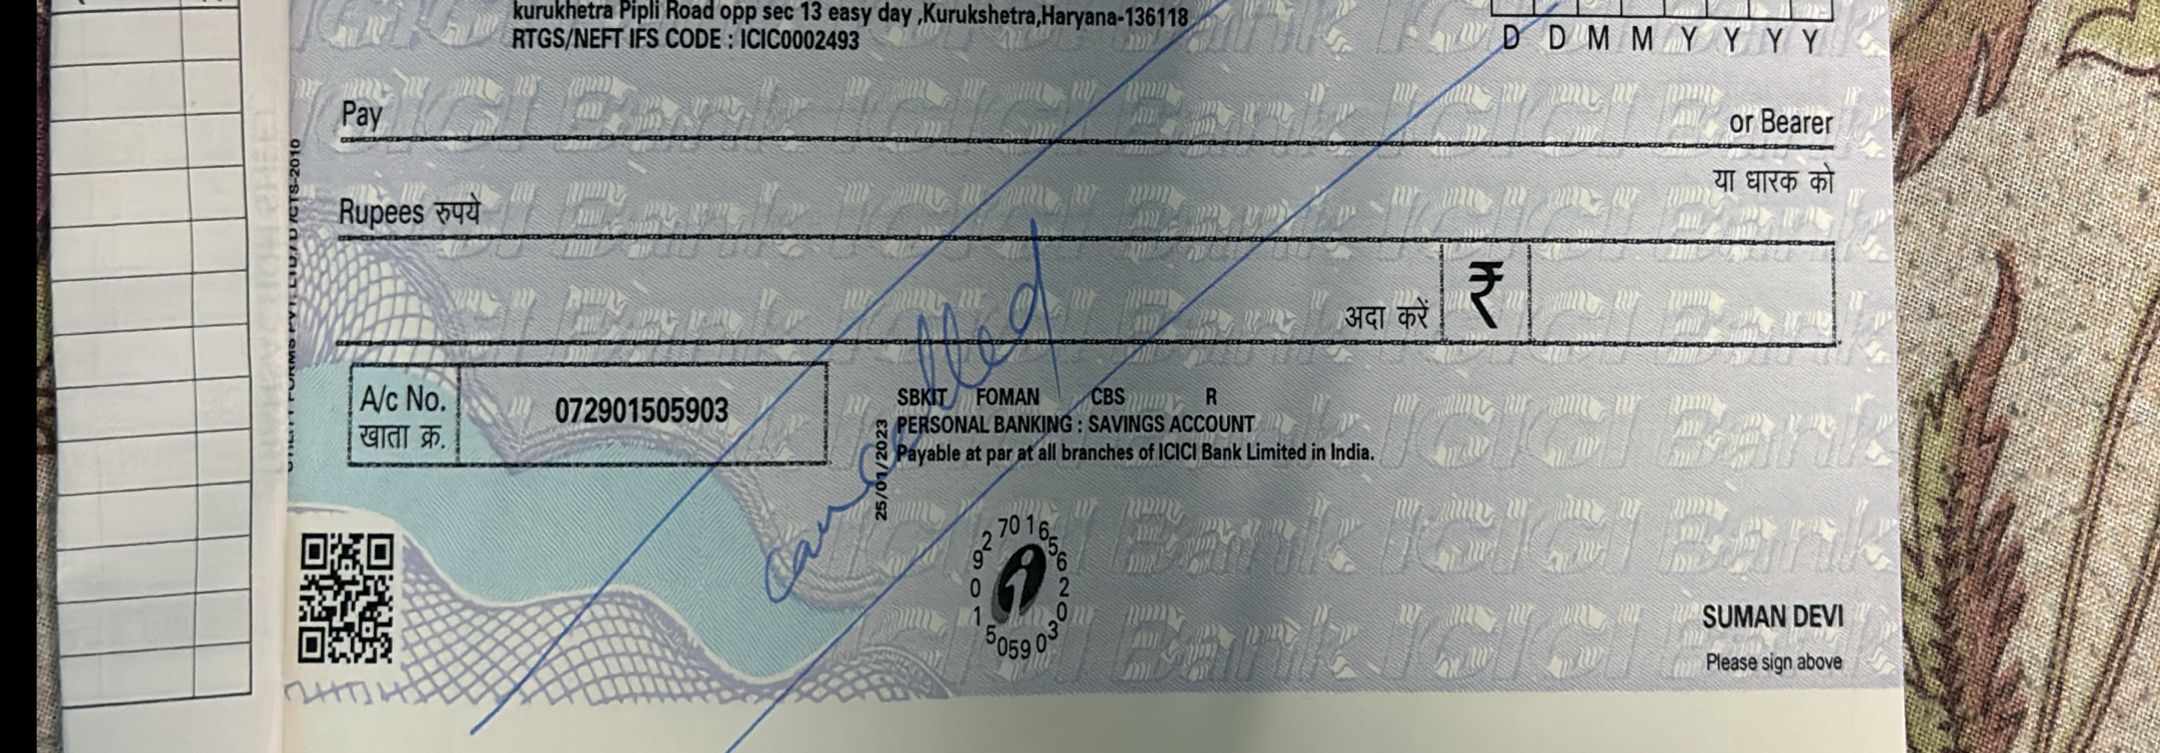 kurukhetra Pipli Road opp sec 13 easy day ,Kurukshetra,Haryana-136118
RTGS/NEFT IFS CODE : ICIC0002493
D D M M Y Y Y Y
Pay
or Bearer
या धारक को
Rupees रुपये
अदा करें
₹
A/c No.
खाता क्र.
072901505903
Cancelled
25/01/2023
SBKIT FOMAN CBS R
PERSONAL BANKING : SAVINGS ACCOUNT
Payable at par at all branches of ICICI Bank Limited in India.
SUMAN DEVI
Please sign above
ICICI Bank